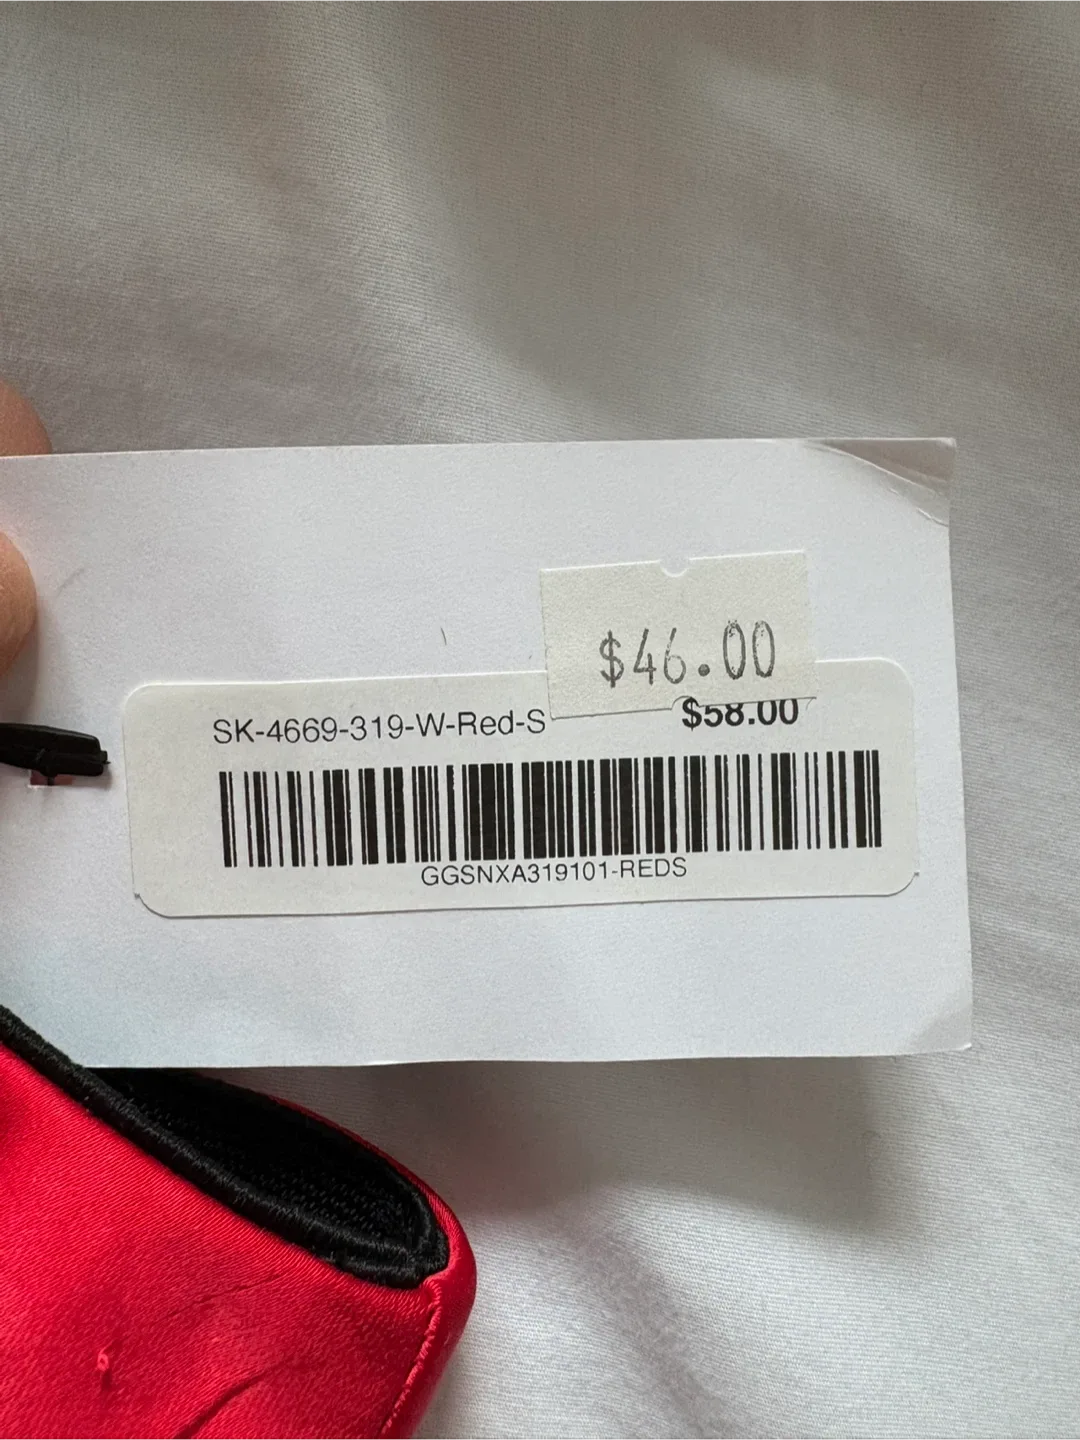 $46.00
SK-4669-319-W-Red-S $58.00
GGSNXA319101-REDS